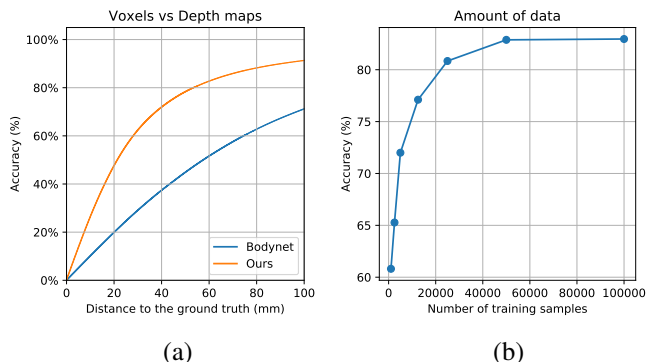 Voxels vs Depth maps
Accuracy (%)
100%
80%
60%
40%
20%
0%
0 20 40 60 80 100
Distance to the ground truth (mm)
Bodynet
Ours
(a)
Amount of data
Accuracy (%)
80
75
70
65
60
0 20000 40000 60000 80000 100000
Number of training samples
(b)